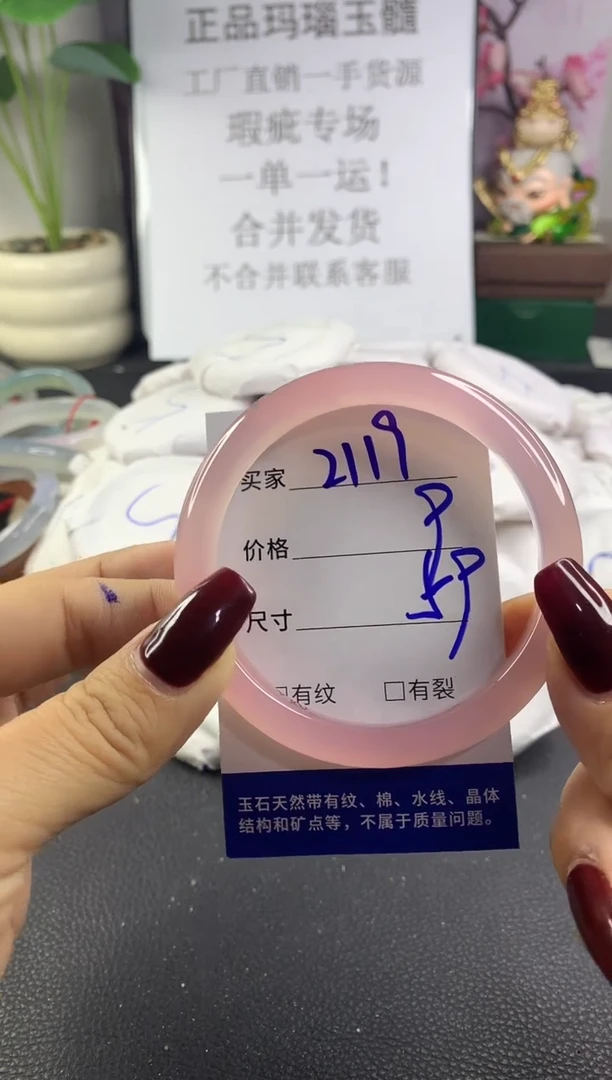 正品玛瑙玉髓
工厂直销一手货源
瑕疵专场
一单一运！
合并发货
不合并联系客服
买家 2119
价格
尺寸 59
□有纹 □有裂
玉石天然带有纹、棉、水线、晶体
结构和矿点等，不属于质量问题。